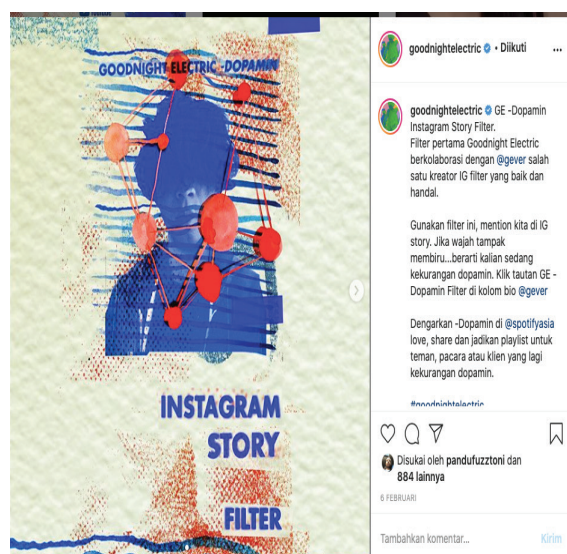 GOODNIGHT ELECTRIC -DOPAMIN
INSTAGRAM
STORY
FILTER
goodnightelectric • Diikuti
goodnightelectric GE -Dopamin
Instagram Story Filter.
Filter pertama Goodnight Electric
berkolaborasi dengan @gever salah
satu kreator IG filter yang baik dan
handal.
Gunakan filter ini, mention kita di IG
story. Jika wajah tampak
membiru...berarti kalian sedang
kekurangan dopamin. Klik tautan GE -
Dopamin Filter di kolom bio @gever
Dengarkan -Dopamin di @spotifyasia
love, share dan jadikan playlist untuk
teman, pacara atau klien yang lagi
kekurangan dopamin.
#goodnightelectric
Disukai oleh pandufuzztoni dan
884 lainnya
6 FEBRUARI
Tambahkan komentar...
Kirim